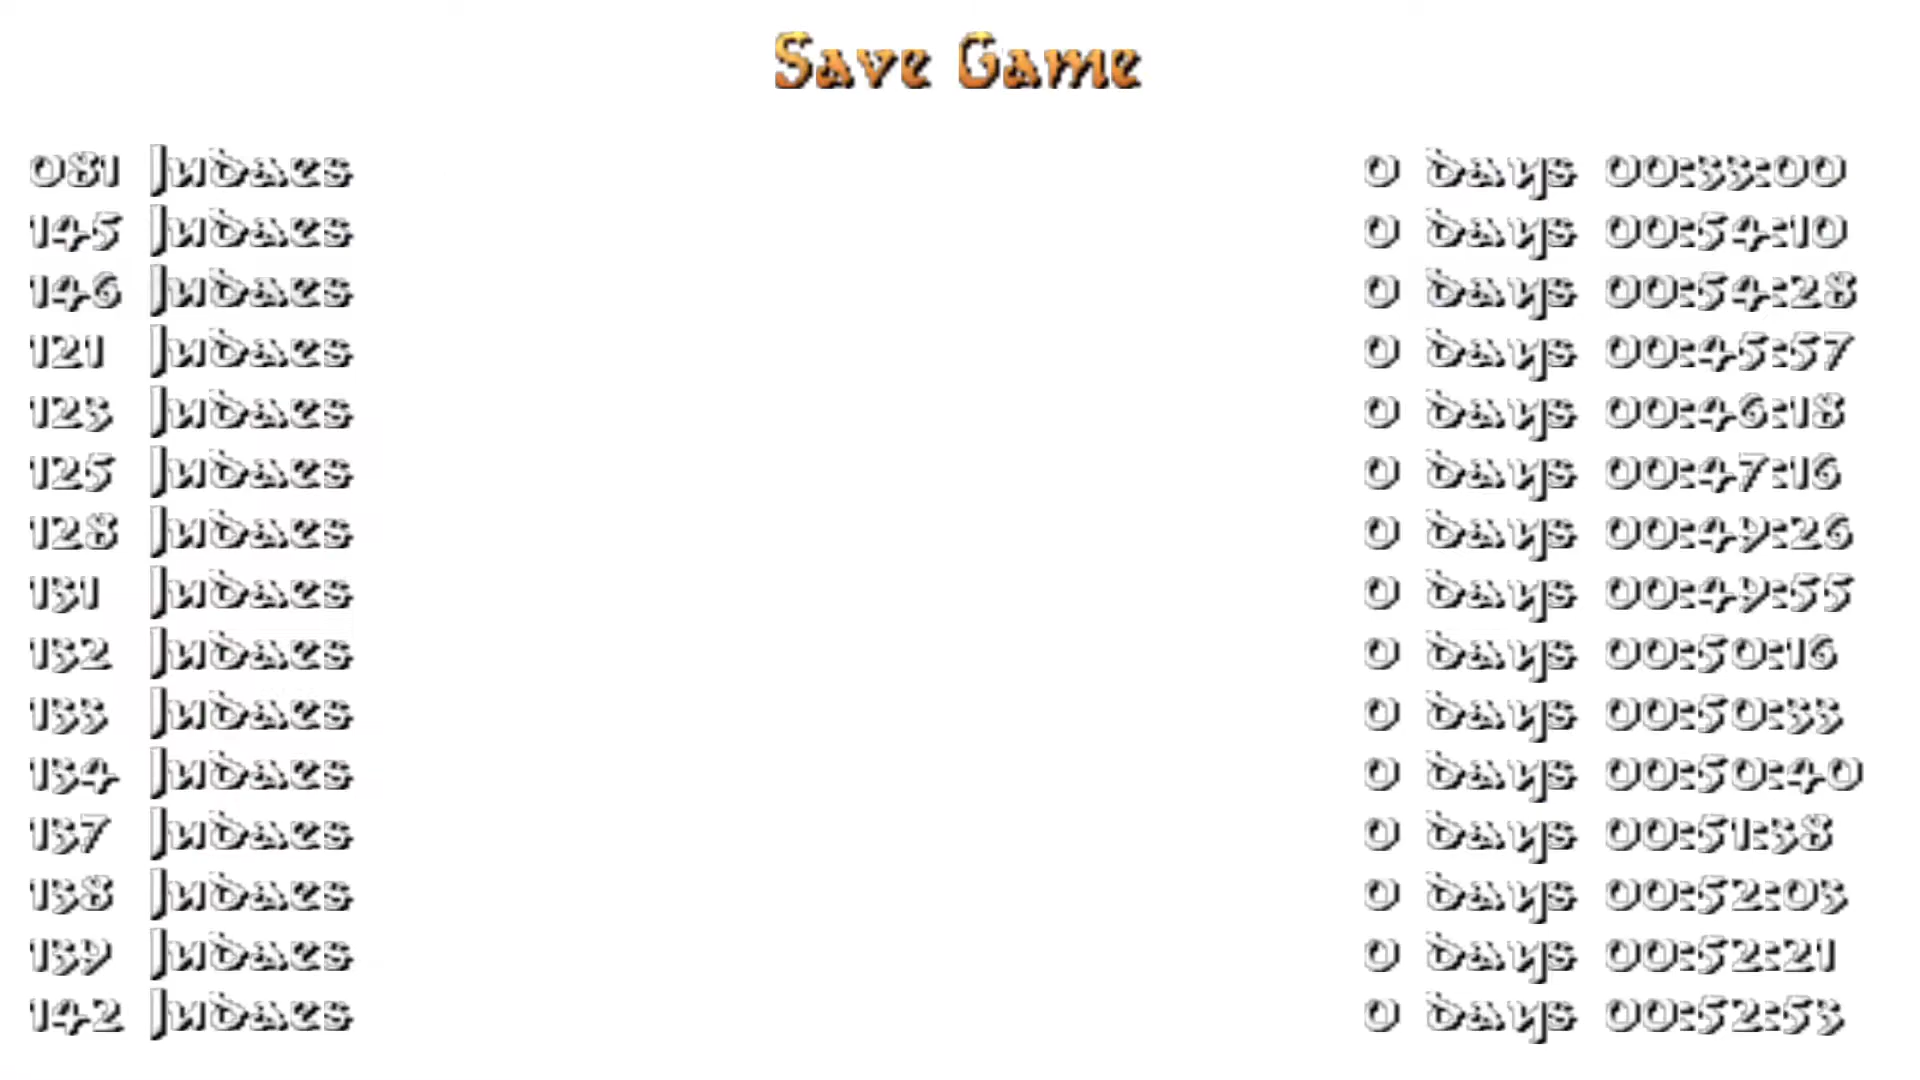 Save Game
081 Judaes 0 days 00:33:00
145 Judaes 0 days 00:54:10
146 Judaes 0 days 00:54:28
121 Judaes 0 days 00:45:57
123 Judaes 0 days 00:46:18
125 Judaes 0 days 00:47:16
128 Judaes 0 days 00:49:26
131 Judaes 0 days 00:49:55
132 Judaes 0 days 00:50:16
133 Judaes 0 days 00:50:33
134 Judaes 0 days 00:50:40
137 Judaes 0 days 00:51:38
138 Judaes 0 days 00:52:03
139 Judaes 0 days 00:52:21
142 Judaes 0 days 00:52:53